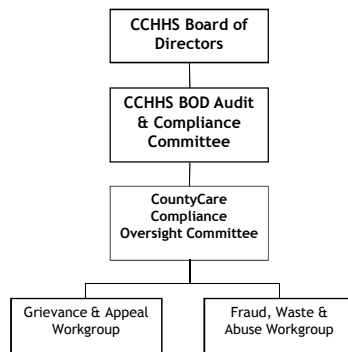 CCHHS Board of
Directors
CCHHS BOD Audit
& Compliance
Committee
CountyCare
Compliance
Oversight Committee
Grievance & Appeal
Workgroup
Fraud, Waste &
Abuse Workgroup